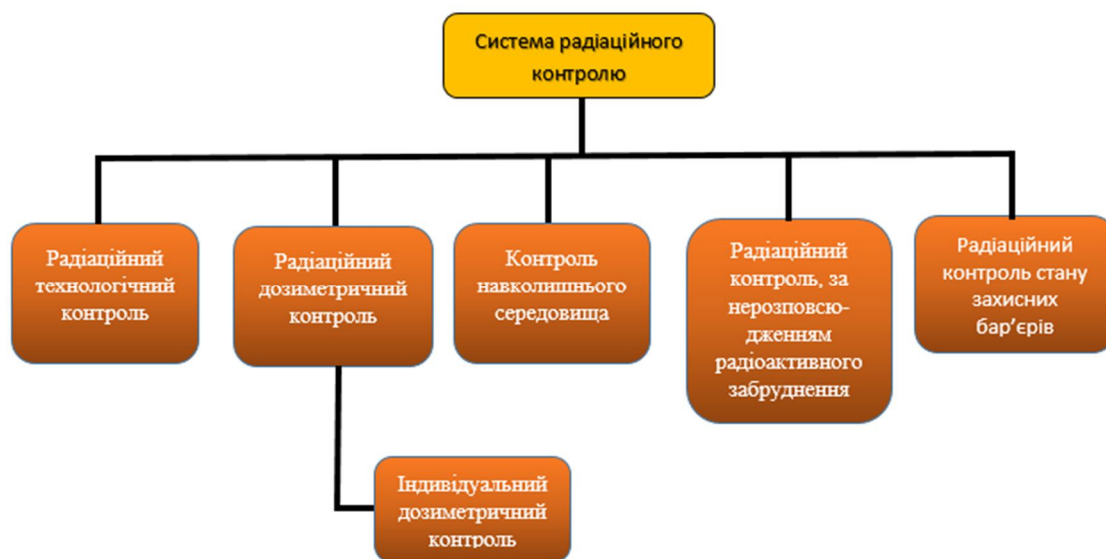 Система радіаційного
контролю
Радіаційний
технологічний
контроль
Радіаційний
дозиметричний
контроль
Контроль
навколишнього
середовища
Радіаційний
контроль, за
нерозповсю-
дженням
радіоактивного
забруднення
Радіаційний
контроль стану
захисних
бар’єрів
Індивідуальний
дозиметричний
контроль